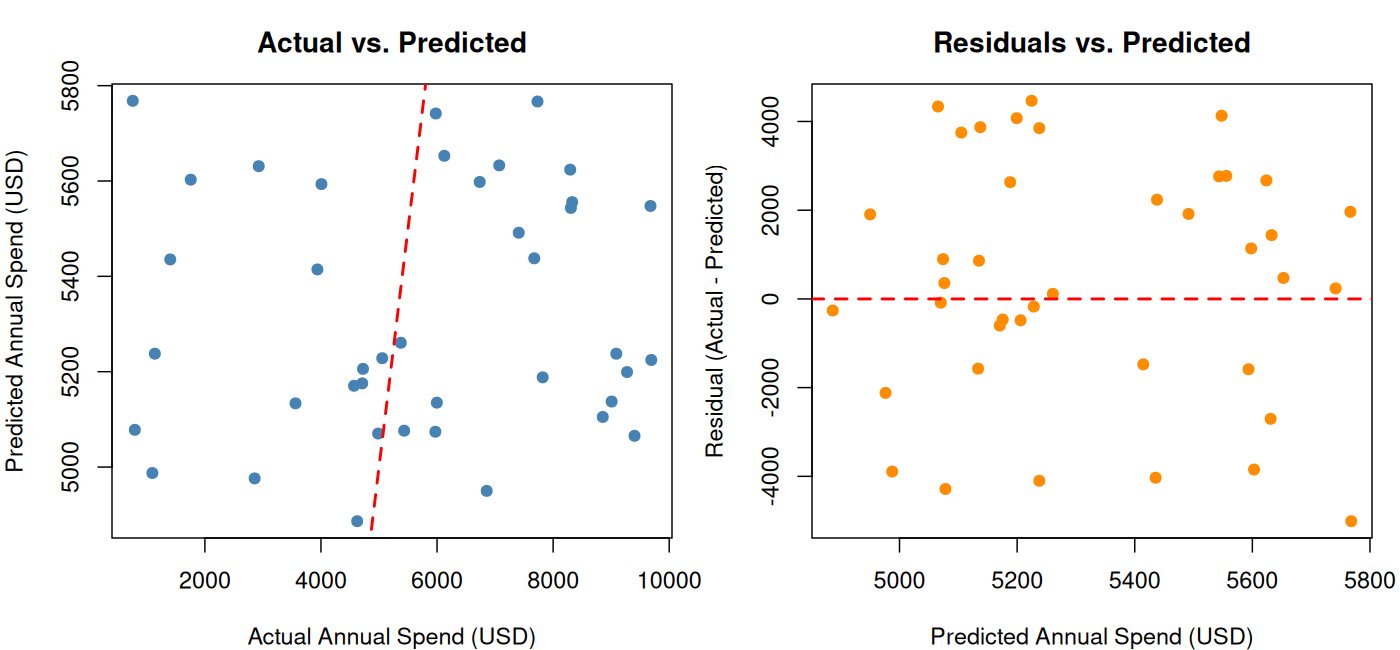 Actual vs. Predicted
Predicted Annual Spend (USD)
5800
5600
5400
5200
5000
2000 4000 6000 8000 10000
Actual Annual Spend (USD)
Residuals vs. Predicted
Residual (Actual - Predicted)
4000
2000
0
-2000
-4000
5000 5200 5400 5600 5800
Predicted Annual Spend (USD)